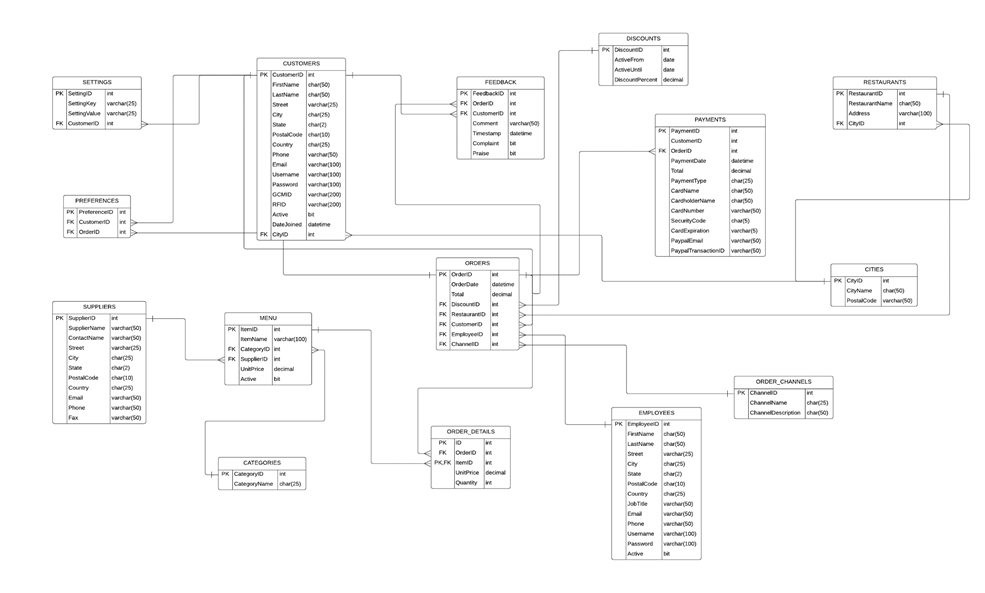 DISCOUNTS
PK DiscountID int
ActiveFrom date
ActiveUntil date
DiscountPercent decimal
CUSTOMERS
PK CustomerID int
FirstName char(50)
LastName char(50)
Street varchar(25)
City char(25)
State char(2)
PostalCode char(10)
Country char(25)
Phone varchar(50)
Email varchar(100)
Username varchar(100)
Password varchar(100)
GCMID varchar(200)
RFID varchar(200)
Active bit
DateJoined datetime
FK CityID int
SETTINGS
PK SettingID int
SettingKey varchar(25)
SettingValue varchar(25)
FK CustomerID int
FEEDBACK
PK FeedbackID int
FK OrderID int
FK CustomerID int
Comment varchar(50)
Timestamp datetime
Complaint bit
Praise bit
RESTAURANTS
PK RestaurantID int
RestaurantName char(50)
Address varchar(100)
FK CityID int
PAYMENTS
PK PaymentID int
CustomerID int
FK OrderID int
PaymentDate datetime
Total decimal
PaymentType char(25)
CardName char(50)
CardholderName char(50)
CardNumber varchar(50)
SecurityCode char(5)
CardExpiration varchar(5)
PaypalEmail varchar(50)
PaypalTransactionID varchar(50)
PREFERENCES
PK PreferenceID int
FK CustomerID int
FK OrderID int
ORDERS
PK OrderID int
OrderDate datetime
Total decimal
FK DiscountID int
FK RestaurantID int
FK CustomerID int
FK EmployeeID int
FK ChannelID int
CITIES
PK CityID int
CityName char(50)
PostalCode varchar(50)
SUPPLIERS
PK SupplierID int
SupplierName varchar(50)
ContactName varchar(50)
Street varchar(25)
City char(25)
State char(2)
PostalCode char(10)
Country char(25)
Email varchar(50)
Phone varchar(50)
Fax varchar(50)
MENU
PK ItemID int
ItemName varchar(100)
FK CategoryID int
FK SupplierID int
UnitPrice decimal
Active bit
ORDER_CHANNELS
PK ChannelID int
ChannelName char(25)
ChannelDescription char(50)
EMPLOYEES
PK EmployeeID int
FirstName char(50)
LastName char(50)
Street varchar(25)
City char(25)
State char(2)
PostalCode char(10)
Country char(25)
JobTitle varchar(50)
Email varchar(50)
Phone varchar(50)
Username varchar(100)
Password varchar(100)
Active bit
ORDER_DETAILS
PK ID int
FK OrderID int
PK,FK ItemID int
UnitPrice decimal
Quantity int
CATEGORIES
PK CategoryID int
CategoryName char(25)